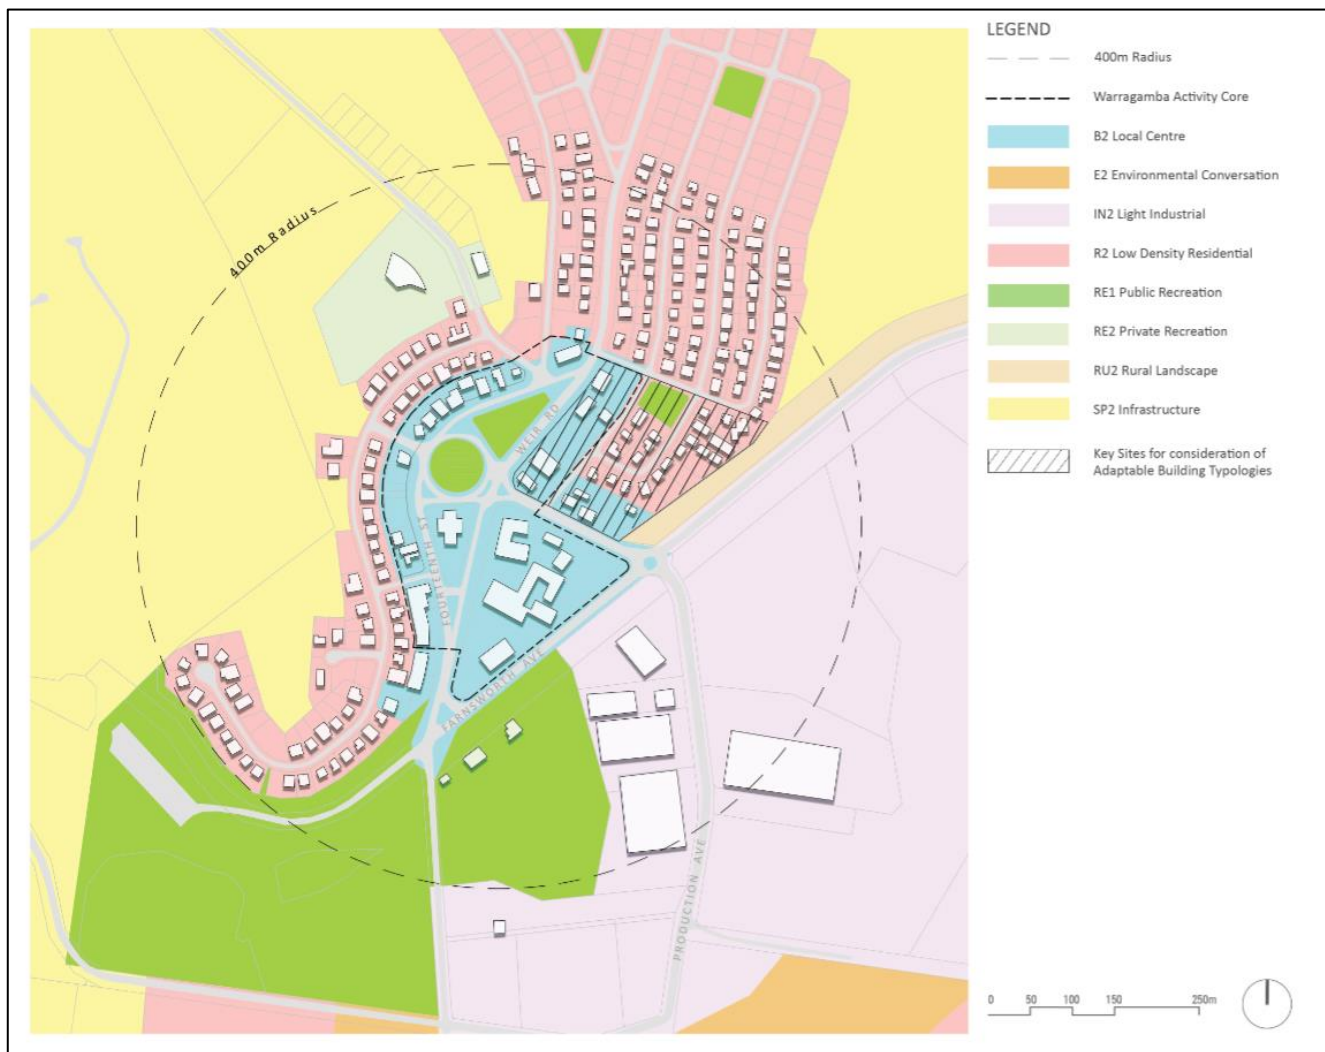 LEGEND
400m Radius
Warragamba Activity Core
B2 Local Centre
E2 Environmental Conversation
IN2 Light Industrial
R2 Low Density Residential
RE1 Public Recreation
RE2 Private Recreation
RU2 Rural Landscape
SP2 Infrastructure
Key Sites for consideration of
Adaptable Building Typologies
400m Radius
WEIR RD
FOURTEENTH ST
FARNSWORTH AVE
PRODUCTION AVE
0 50 100 150 250m